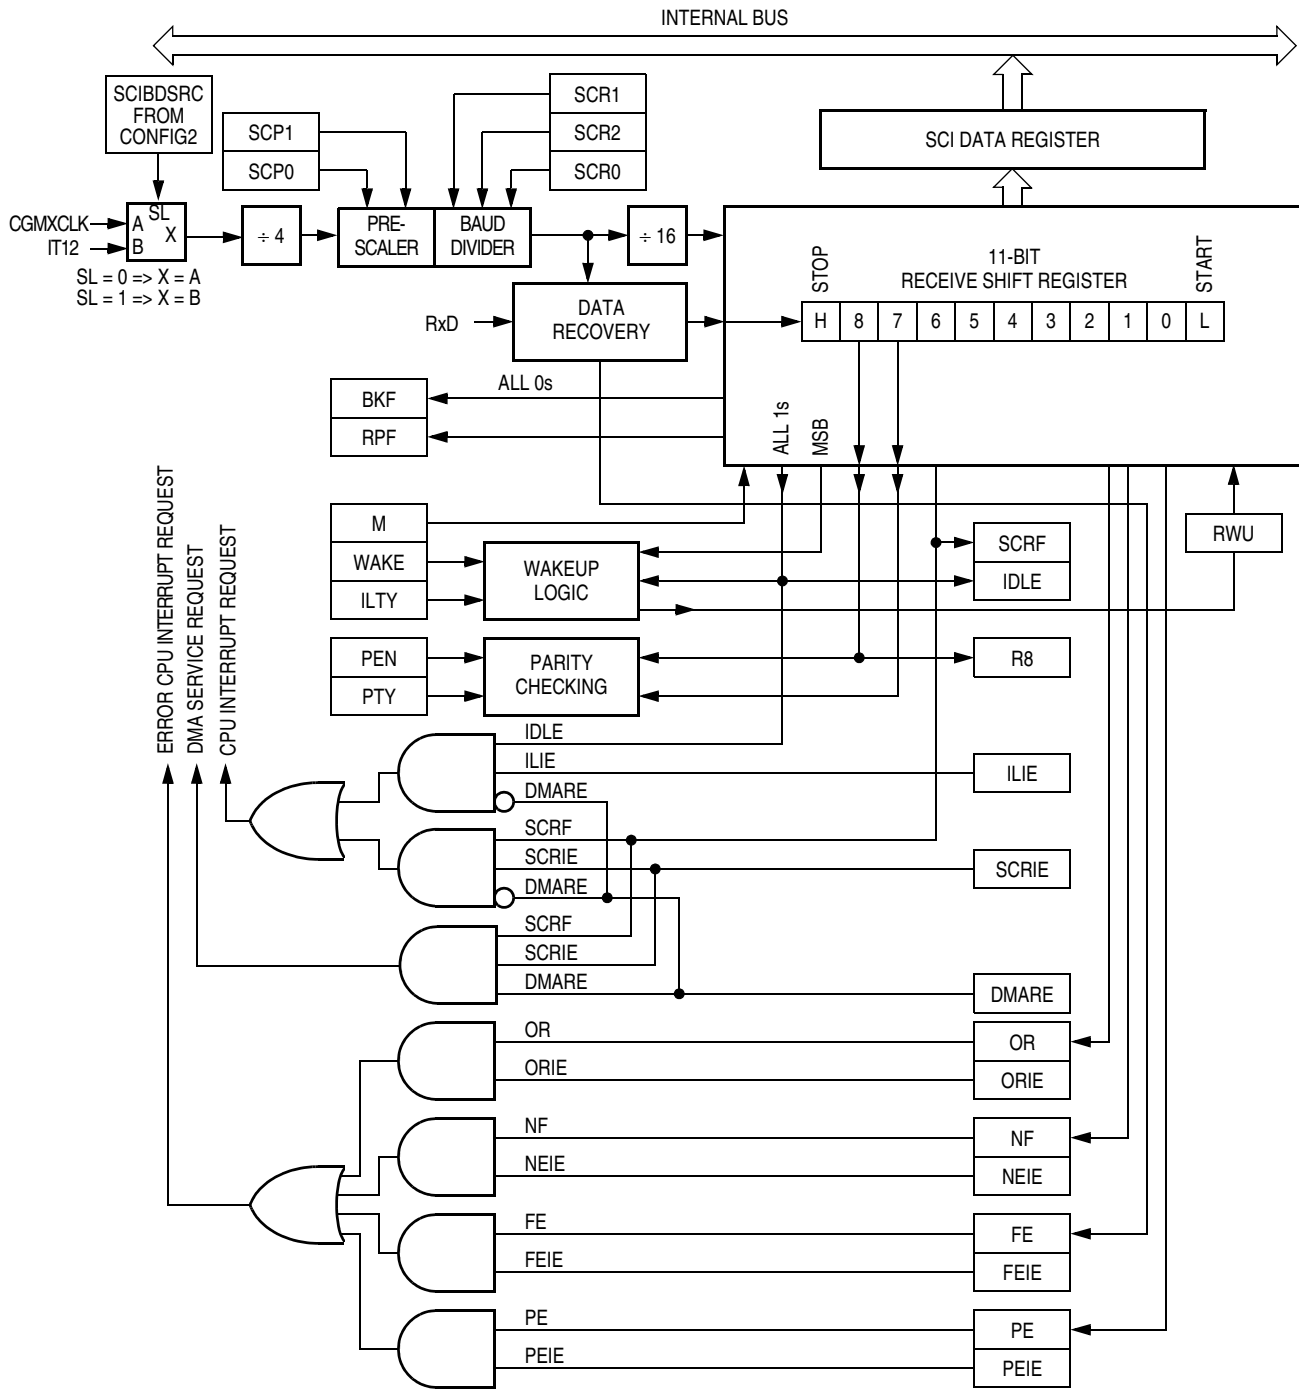 INTERNAL BUS
SCIBDSRC
FROM
CONFIG2
SCP1
SCP0
SCR1
SCR2
SCR0
SCI DATA REGISTER
CGMXCLK
IT12
A
B
SL
X
SL = 0 => X = A
SL = 1 => X = B
÷ 4
PRE-
SCALER
BAUD
DIVIDER
÷ 16
11-BIT
RECEIVE SHIFT REGISTER
STOP
START
H 8 7 6 5 4 3 2 1 0 L
RxD
DATA
RECOVERY
ALL 0s
BKF
RPF
ALL 1s
MSB
M
WAKE
ILTY
WAKEUP
LOGIC
SCRF
IDLE
RWU
PEN
PTY
PARITY
CHECKING
R8
ERROR CPU INTERRUPT REQUEST
DMA SERVICE REQUEST
CPU INTERRUPT REQUEST
IDLE
ILIE
DMARE
ILIE
SCRF
SCRIE
DMARE
SCRIE
SCRF
SCRIE
DMARE
DMARE
OR
ORIE
OR
ORIE
NF
NEIE
NF
NEIE
FE
FEIE
FE
FEIE
PE
PEIE
PE
PEIE